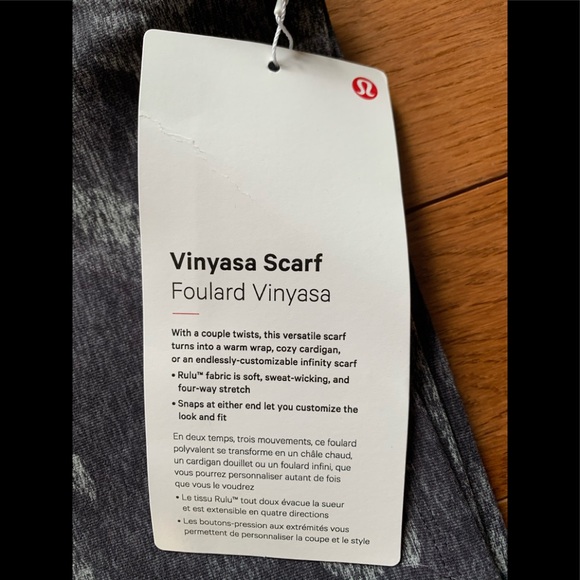 Vinyasa Scarf
Foulard Vinyasa
With a couple twists, this versatile scarf
turns into a warm wrap, cozy cardigan,
or an endlessly-customizable infinity scarf
• Rulu™ fabric is soft, sweat-wicking, and
four-way stretch
• Snaps at either end let you customize the
look and fit
En deux temps, trois mouvements, ce foulard
polyvalent se transforme en un châle chaud,
un cardigan douillet ou un foulard infini, que
vous pourrez personnaliser autant de fois
que vous le voudrez
• Le tissu Rulu™ tout doux évacue la sueur
et est extensible en quatre directions
• Les boutons-pression aux extrémités vous
permettent de personnaliser la coupe et le style